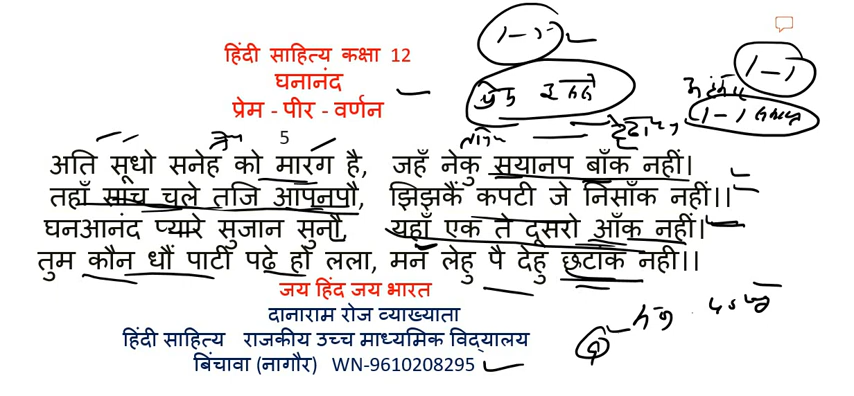 हिंदी साहित्य कक्षा 12
घनानंद
प्रेम - पीर - वर्णन
5
अति सूधो सनेह को मारग है, जहँ नेकु सयानप बाँक नहीं।
तहाँ सांच चले तजि आपनपौ, झिझकैं कपटी जे निसाँक नहीं।।
घनआनंद प्यारे सुजान सुनौ, यहाँ एक ते दूसरो आँक नहीं।
तुम कौन धौं पाटी पढ़े हो लला, मन लेहु पै देहु छटांक नही।।
जय हिंद जय भारत
दानाराम रोज व्याख्याता
हिंदी साहित्य राजकीय उच्च माध्यमिक विद्यालय
बिंचावा (नागौर) WN-9610208295